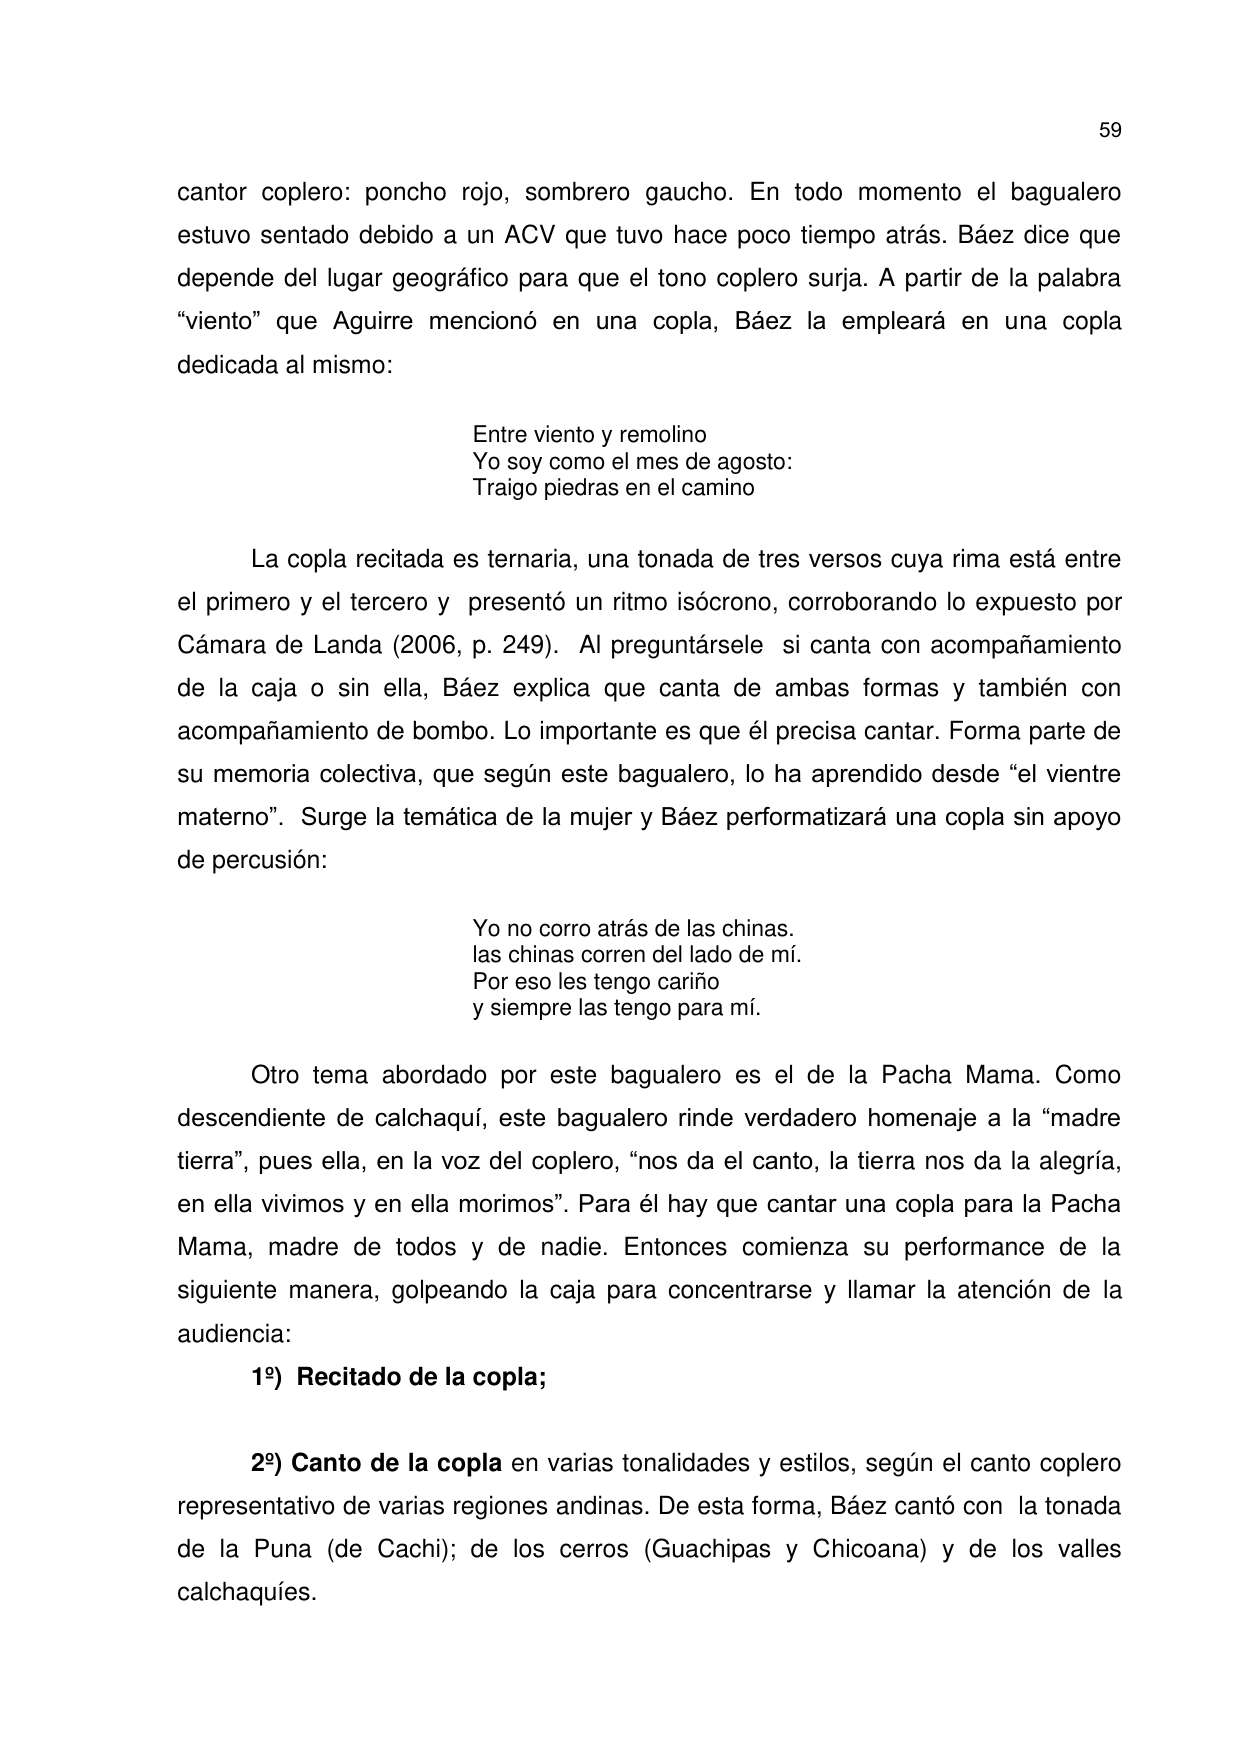 59
cantor coplero: poncho rojo, sombrero gaucho. En todo momento el bagualero
estuvo sentado debido a un ACV que tuvo hace poco tiempo atrás. Báez dice que
depende del lugar geográfico para que el tono coplero surja. A partir de la palabra
“viento” que Aguirre mencionó en una copla, Báez la empleará en una copla
dedicada al mismo:
Entre viento y remolino
Yo soy como el mes de agosto:
Traigo piedras en el camino
La copla recitada es ternaria, una tonada de tres versos cuya rima está entre
el primero y el tercero y  presentó un ritmo isócrono, corroborando lo expuesto por
Cámara de Landa (2006, p. 249).  Al preguntársele  si canta con acompañamiento
de la caja o sin ella, Báez explica que canta de ambas formas y también con
acompañamiento de bombo. Lo importante es que él precisa cantar. Forma parte de
su memoria colectiva, que según este bagualero, lo ha aprendido desde “el vientre
materno”.  Surge la temática de la mujer y Báez performatizará una copla sin apoyo
de percusión:
Yo no corro atrás de las chinas.
las chinas corren del lado de mí.
Por eso les tengo cariño
y siempre las tengo para mí.
Otro tema abordado por este bagualero es el de la Pacha Mama. Como
descendiente de calchaquí, este bagualero rinde verdadero homenaje a la “madre
tierra”, pues ella, en la voz del coplero, “nos da el canto, la tierra nos da la alegría,
en ella vivimos y en ella morimos”. Para él hay que cantar una copla para la Pacha
Mama, madre de todos y de nadie. Entonces comienza su performance de la
siguiente manera, golpeando la caja para concentrarse y llamar la atención de la
audiencia:
1º)  Recitado de la copla;
2º) Canto de la copla en varias tonalidades y estilos, según el canto coplero
representativo de varias regiones andinas. De esta forma, Báez cantó con  la tonada
de la Puna (de Cachi); de los cerros (Guachipas y Chicoana) y de los valles
calchaquíes.